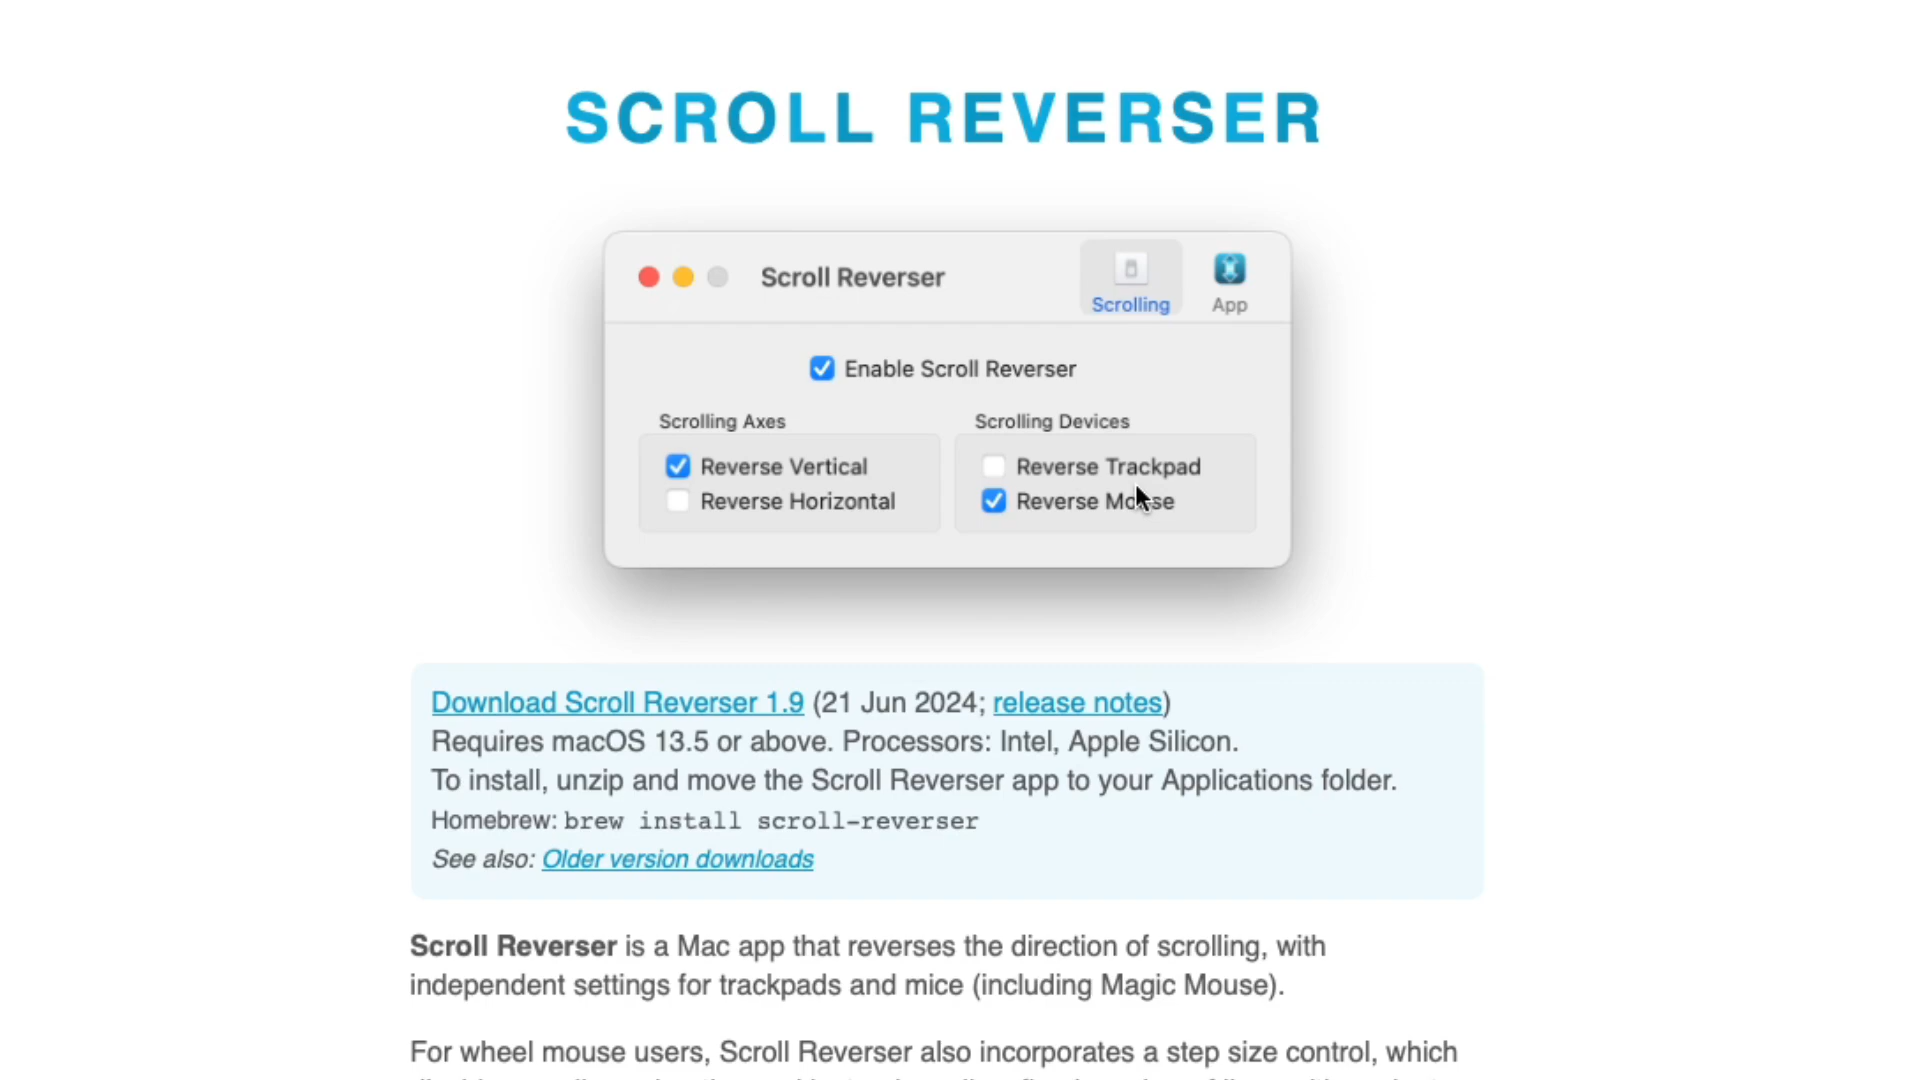 SCROLL REVERSER
Scroll Reverser
Scrolling
App
Enable Scroll Reverser
Scrolling Axes
Scrolling Devices
Reverse Vertical
Reverse Trackpad
Reverse Horizontal
Reverse Mouse
Download Scroll Reverser 1.9 (21 Jun 2024; release notes)
Requires macOS 13.5 or above. Processors: Intel, Apple Silicon.
To install, unzip and move the Scroll Reverser app to your Applications folder.
Homebrew: brew install scroll-reverser
See also: Older version downloads
Scroll Reverser is a Mac app that reverses the direction of scrolling, with
independent settings for trackpads and mice (including Magic Mouse).
For wheel mouse users, Scroll Reverser also incorporates a step size control, which